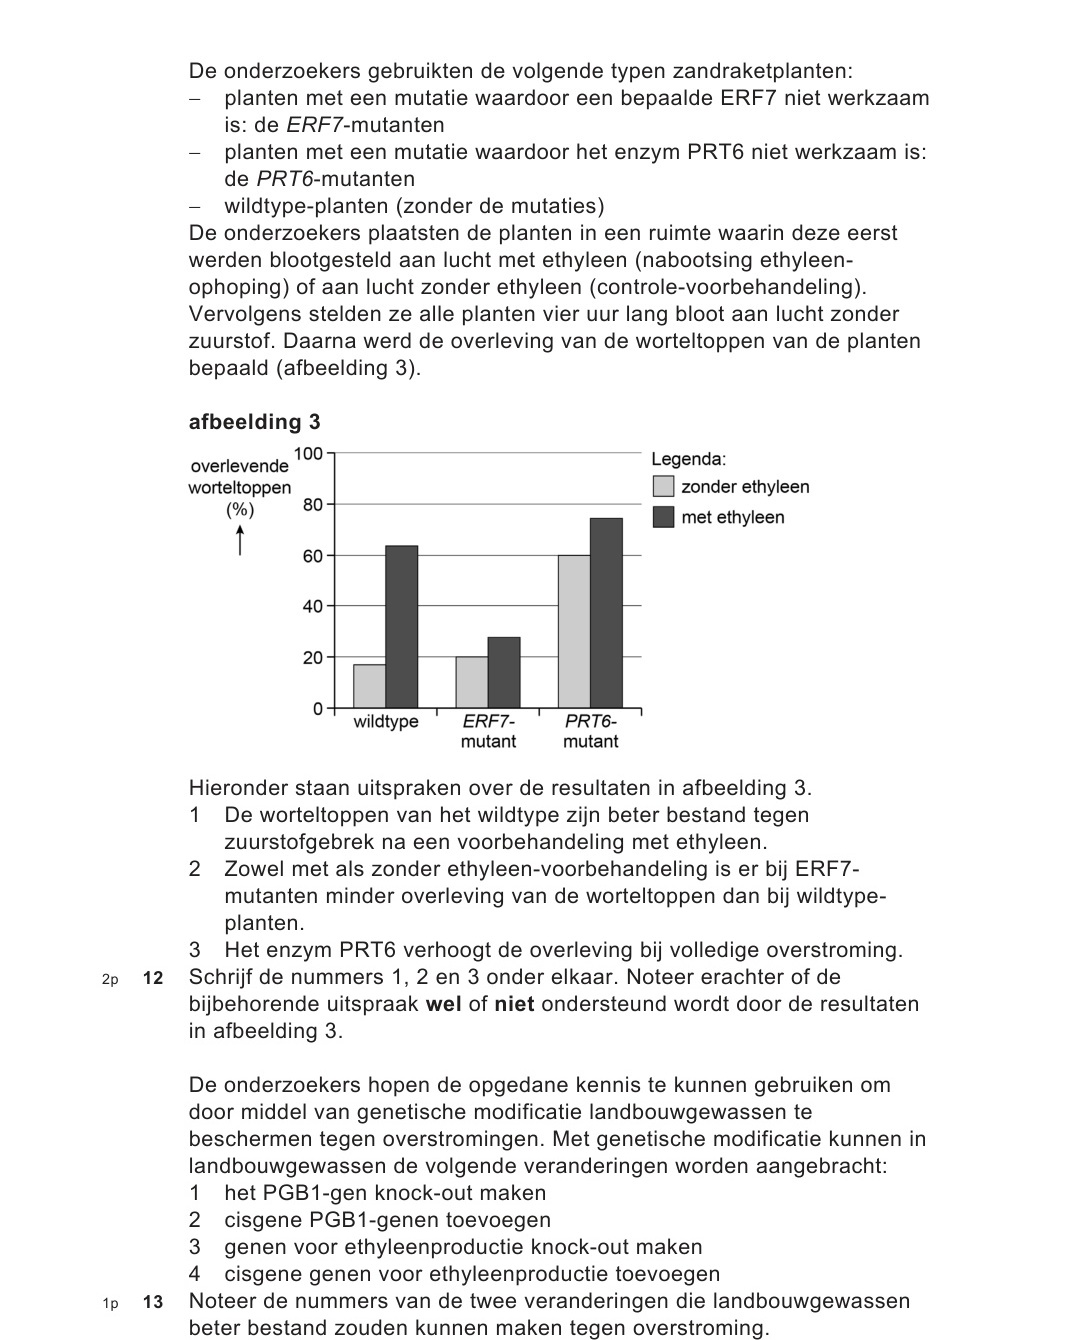 De onderzoekers gebruikten de volgende typen zandraketplanten:
– planten met een mutatie waardoor een bepaalde ERF7 niet werkzaam
is: de ERF7-mutanten
– planten met een mutatie waardoor het enzym PRT6 niet werkzaam is:
de PRT6-mutanten
– wildtype-planten (zonder de mutaties)
De onderzoekers plaatsten de planten in een ruimte waarin deze eerst
werden blootgesteld aan lucht met ethyleen (nabootsing ethyleen-
ophoping) of aan lucht zonder ethyleen (controle-voorbehandeling).
Vervolgens stelden ze alle planten vier uur lang bloot aan lucht zonder
zuurstof. Daarna werd de overleving van de worteltoppen van de planten
bepaald (afbeelding 3).
afbeelding 3
overlevende
worteltoppen
(%)
100
80
60
40
20
0
wildtype
ERF7-
mutant
PRT6-
mutant
Legenda:
zonder ethyleen
met ethyleen
Hieronder staan uitspraken over de resultaten in afbeelding 3.
1 De worteltoppen van het wildtype zijn beter bestand tegen
zuurstofgebrek na een voorbehandeling met ethyleen.
2 Zowel met als zonder ethyleen-voorbehandeling is er bij ERF7-
mutanten minder overleving van de worteltoppen dan bij wildtype-
planten.
3 Het enzym PRT6 verhoogt de overleving bij volledige overstroming.
2p 12 Schrijf de nummers 1, 2 en 3 onder elkaar. Noteer erachter of de
bijbehorende uitspraak wel of niet ondersteund wordt door de resultaten
in afbeelding 3.
De onderzoekers hopen de opgedane kennis te kunnen gebruiken om
door middel van genetische modificatie landbouwgewassen te
beschermen tegen overstromingen. Met genetische modificatie kunnen in
landbouwgewassen de volgende veranderingen worden aangebracht:
1 het PGB1-gen knock-out maken
2 cisgene PGB1-genen toevoegen
3 genen voor ethyleenproductie knock-out maken
4 cisgene genen voor ethyleenproductie toevoegen
1p 13 Noteer de nummers van de twee veranderingen die landbouwgewassen
beter bestand zouden kunnen maken tegen overstroming.